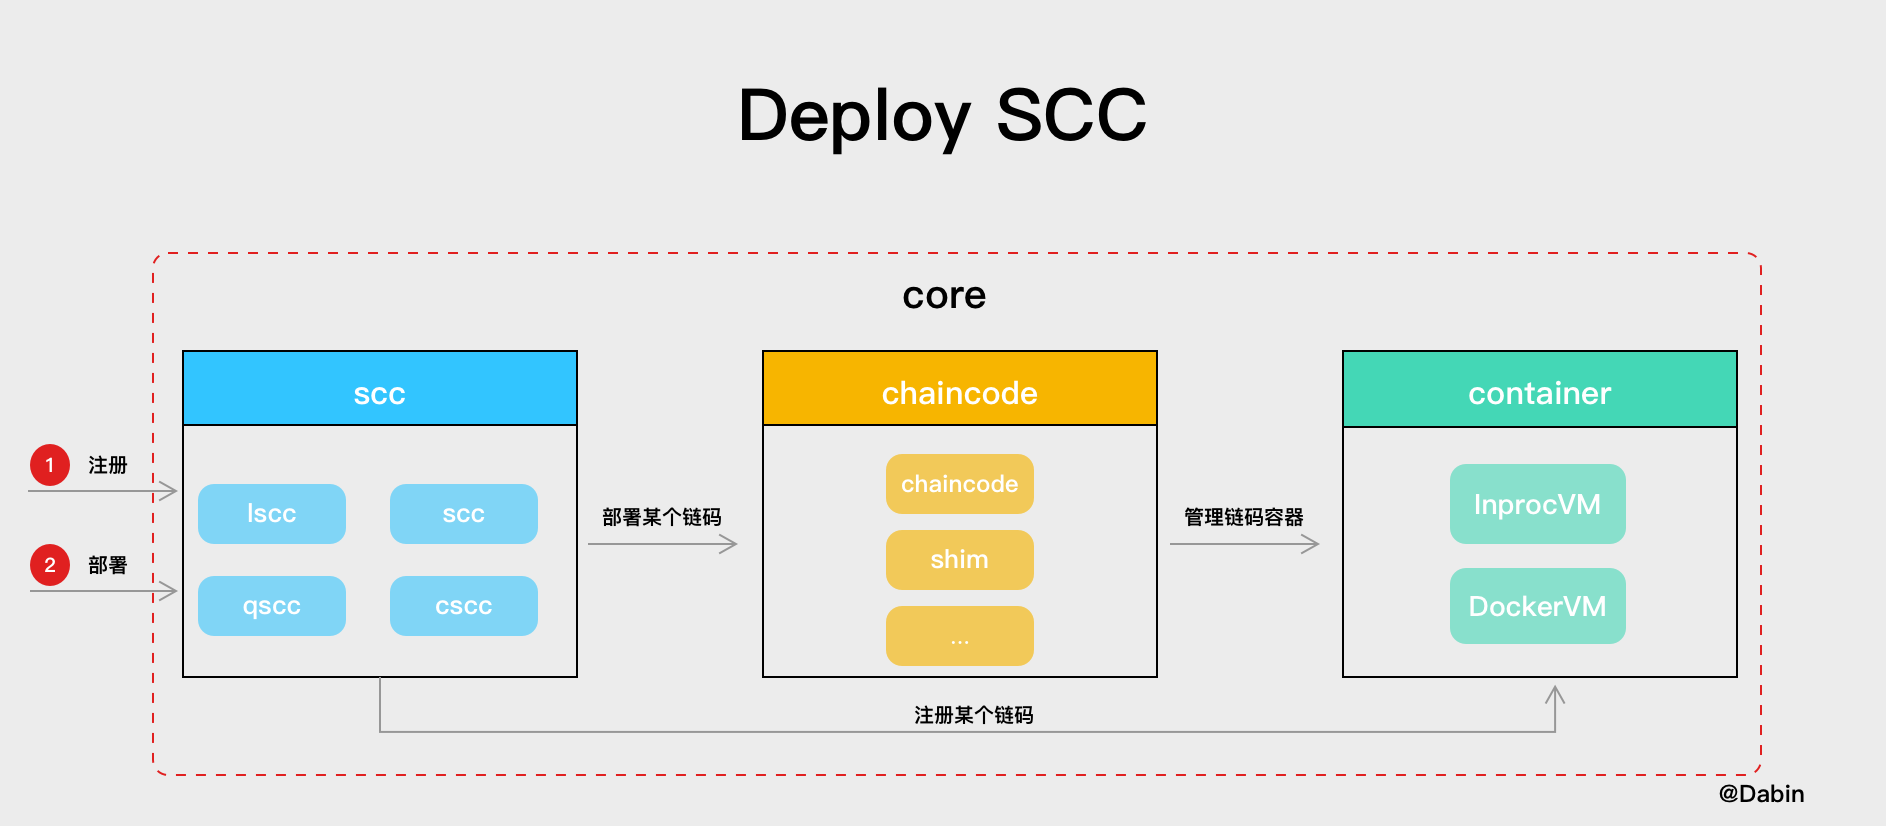 Deploy SCC
core
scc
chaincode
container
1 注册
2 部署
lscc
scc
qscc
cscc
部署某个链码
chaincode
shim
...
管理链码容器
InprocVM
DockerVM
注册某个链码
@Dabin